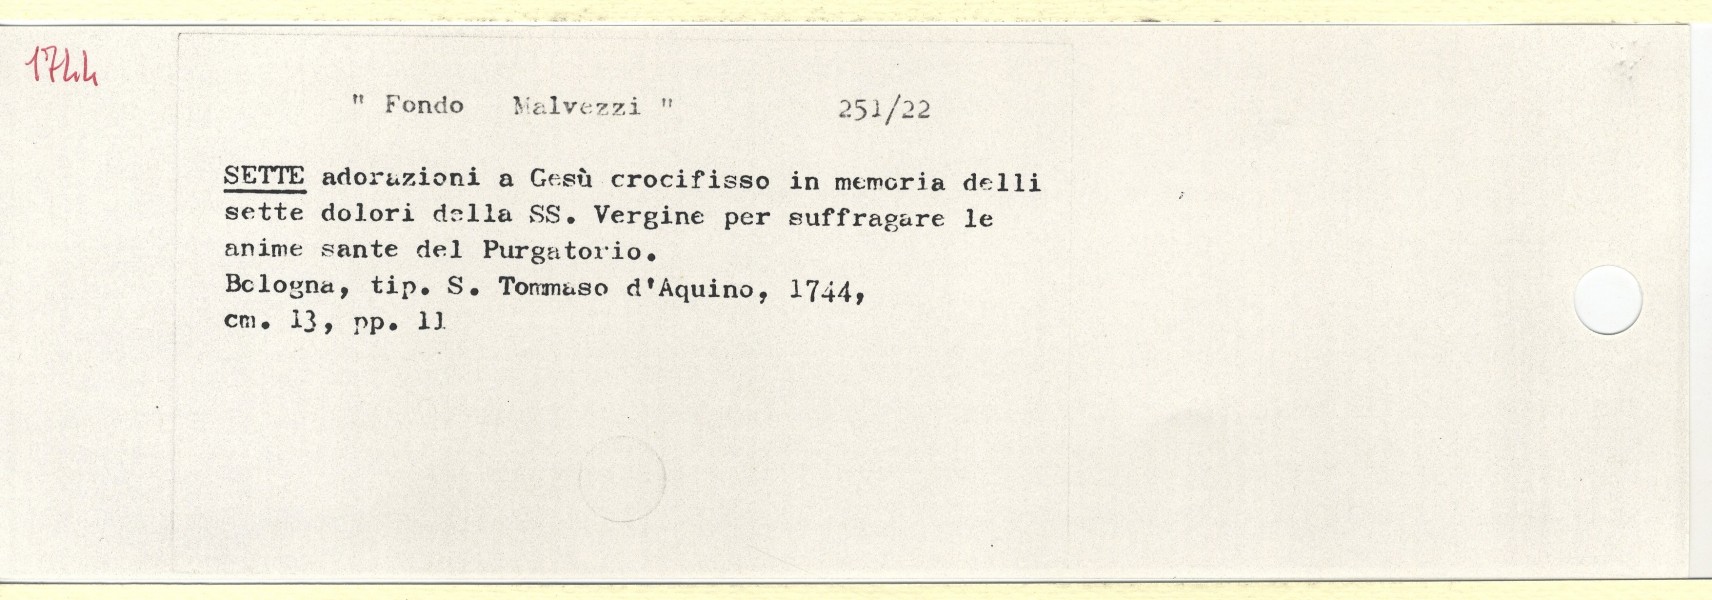 1744
" Fondo Malvezzi " 251/22
SETTE adorazioni a Gesù crocifisso in memoria delli
sette dolori della SS. Vergine per suffragare le
anime sante del Purgatorio.
Bologna, tip. S. Tommaso d'Aquino, 1744,
cm. 13, pp. 11